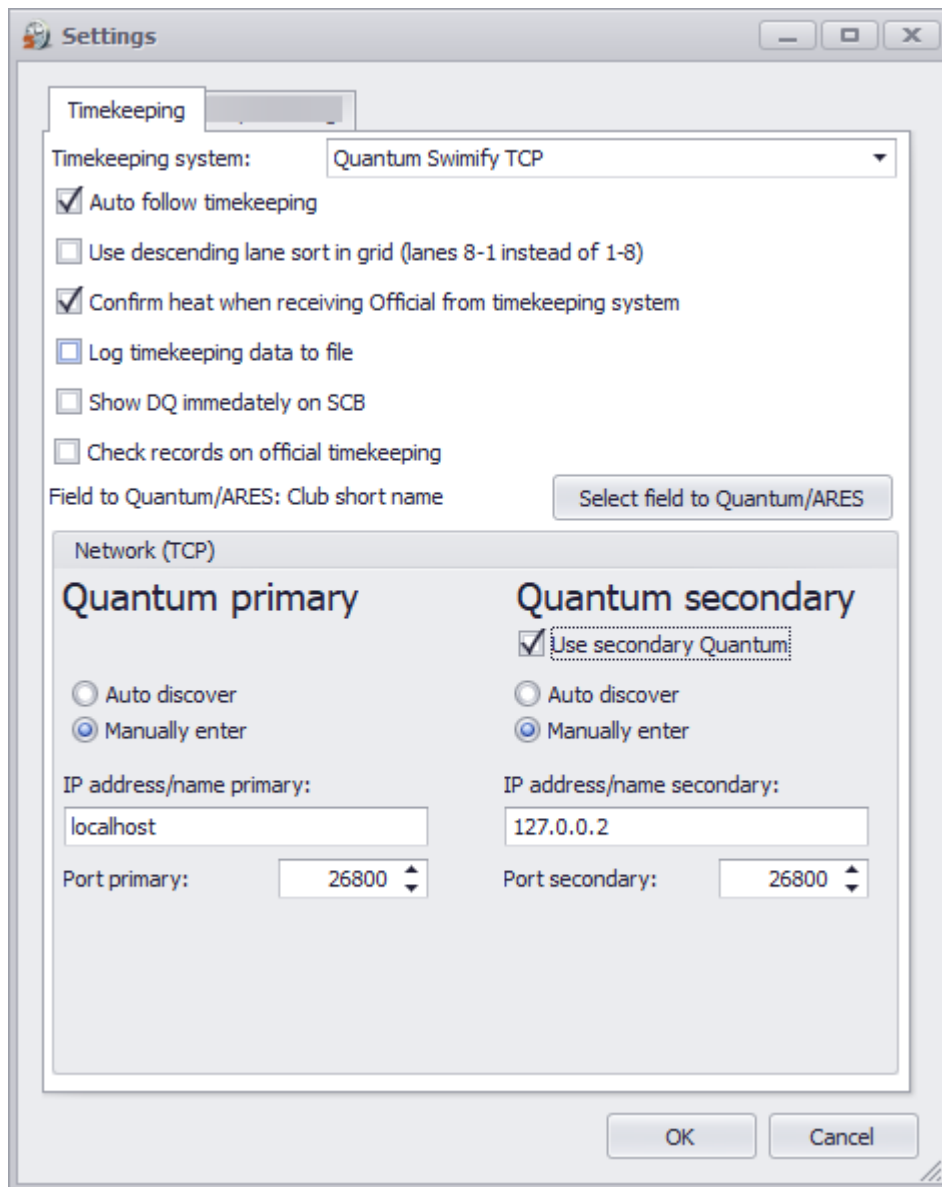 Settings
Timekeeping
Timekeeping system: Quantum Swimify TCP
Auto follow timekeeping
Use descending lane sort in grid (lanes 8-1 instead of 1-8)
Confirm heat when receiving Official from timekeeping system
Log timekeeping data to file
Show DQ immedately on SCB
Check records on official timekeeping
Field to Quantum/ARES: Club short name Select field to Quantum/ARES
Network (TCP)
Quantum primary Quantum secondary
Use secondary Quantum
Auto discover Auto discover
Manually enter Manually enter
IP address/name primary: IP address/name secondary:
localhost 127.0.0.2
Port primary: 26800 Port secondary: 26800
OK Cancel